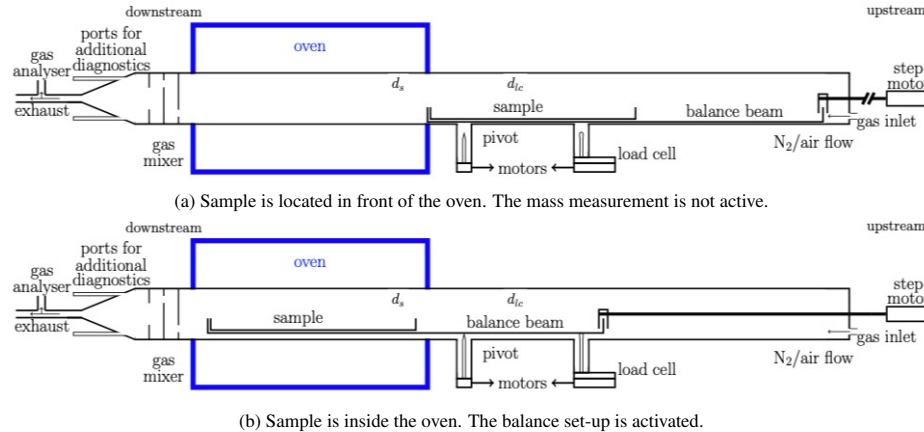 downstream
upstream
ports for
additional
diagnostics
gas
analyser
exhaust
gas
mixer
oven
d_s
d_lc
sample
balance beam
step
moto
gas inlet
N₂/air flow
pivot
load cell
motors
(a) Sample is located in front of the oven. The mass measurement is not active.
downstream
upstream
ports for
additional
diagnostics
gas
analyser
exhaust
gas
mixer
oven
d_s
d_lc
sample
balance beam
step
moto
gas inlet
N₂/air flow
pivot
load cell
motors
(b) Sample is inside the oven. The balance set-up is activated.